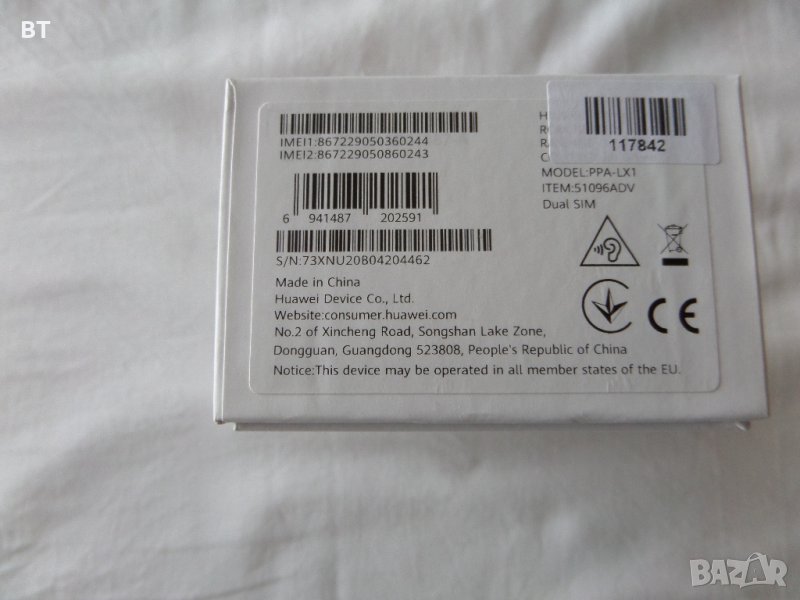 BT
IMEI1:867229050360244
IMEI2:867229050860243
117842
MODEL:PPA-LX1
ITEM:51096ADV
Dual SIM
6 941487 202591
S/N:73XNU20804204462
Made in China
Huawei Device Co., Ltd.
Website:consumer.huawei.com
No.2 of Xincheng Road, Songshan Lake Zone,
Dongguan, Guangdong 523808, People's Republic of China
Notice:This device may be operated in all member states of the EU.
CE
BAZAR